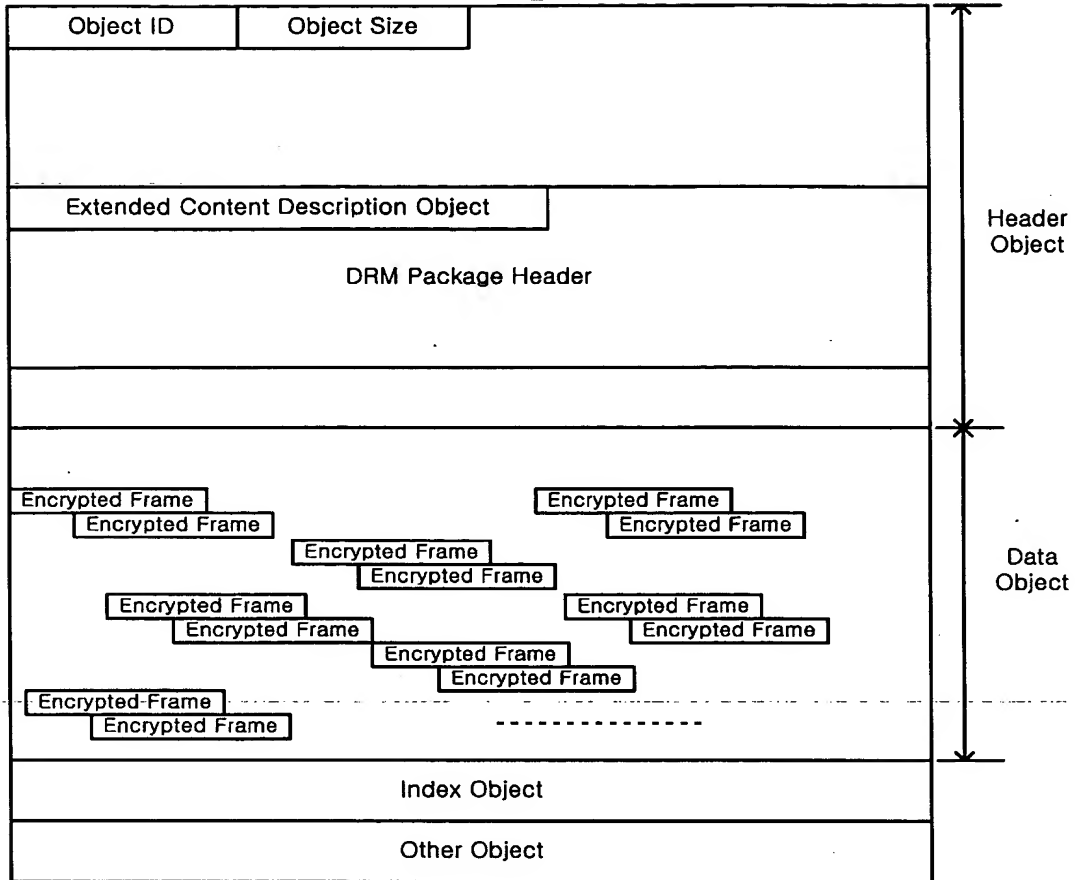 Object ID Object Size
Extended Content Description Object
DRM Package Header
Header
Object
Encrypted Frame Encrypted Frame
Encrypted Frame Encrypted Frame
Encrypted Frame
Encrypted Frame
Encrypted Frame Encrypted Frame
Encrypted Frame Encrypted Frame
Encrypted Frame
Encrypted Frame
Encrypted Frame
Encrypted Frame
Data
Object
Index Object
Other Object